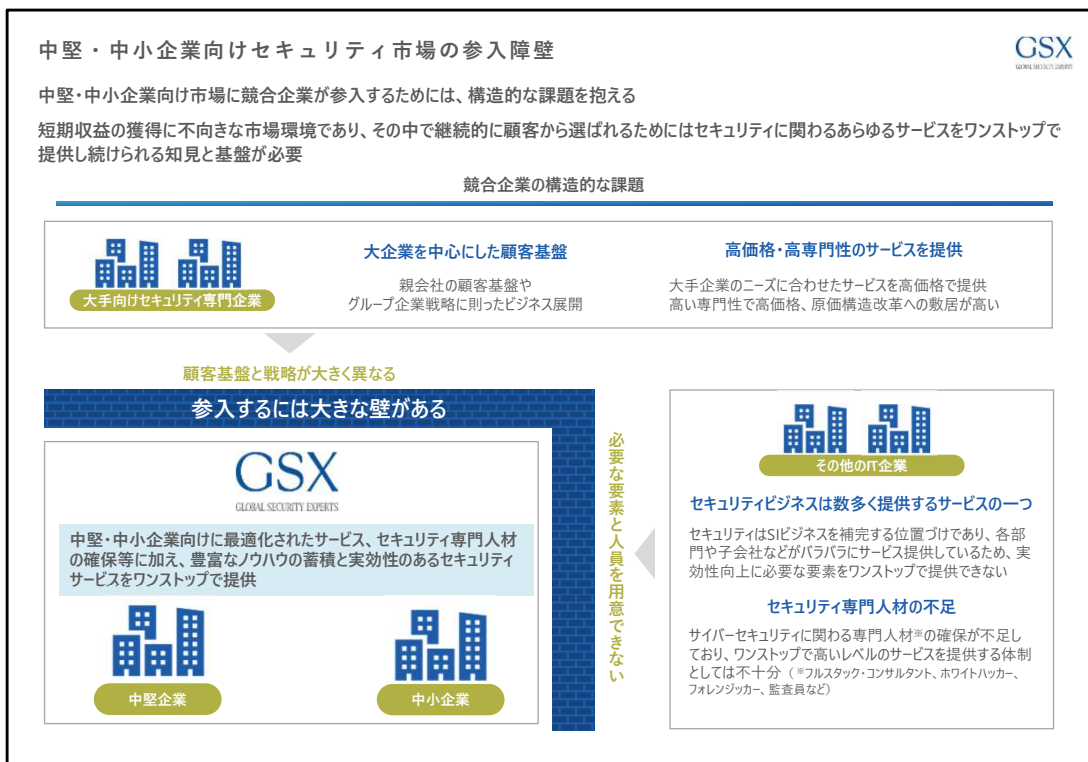 中堅・中小企業向けセキュリティ市場の参入障壁
GSX
GLOBAL SECURITY EXPERTS
中堅・中小企業向け市場に競合企業が参入するためには、構造的な課題を抱える
短期収益の獲得に不向きな市場環境であり、その中で継続的に顧客から選ばれるためにはセキュリティに関わるあらゆるサービスをワンストップで
提供し続けられる知見と基盤が必要
競合企業の構造的な課題
大手向けセキュリティ専門企業
大企業を中心にした顧客基盤
親会社の顧客基盤や
グループ企業戦略に則ったビジネス展開
高価格・高専門性のサービスを提供
大手企業のニーズに合わせたサービスを高価格で提供
高い専門性で高価格、原価構造改革への敷居が高い
顧客基盤と戦略が大きく異なる
参入するには大きな壁がある
GSX
GLOBAL SECURITY EXPERTS
中堅・中小企業向けに最適化されたサービス、セキュリティ専門人材
の確保等に加え、豊富なノウハウの蓄積と実効性のあるセキュリティ
サービスをワンストップで提供
中堅企業
中小企業
必要な要素と人員を用意できない
その他のIT企業
セキュリティビジネスは数多く提供するサービスの一つ
セキュリティはSIビジネスを補完する位置づけであり、各部
門や子会社などがバラバラにサービス提供しているため、実
効性向上に必要な要素をワンストップで提供できない
セキュリティ専門人材の不足
サイバーセキュリティに関わる専門人材※の確保が不足し
ており、ワンストップで高いレベルのサービスを提供する体制
としては不十分（※フルスタック・コンサルタント、ホワイトハッカー、
フォレンジッカー、監査員など）